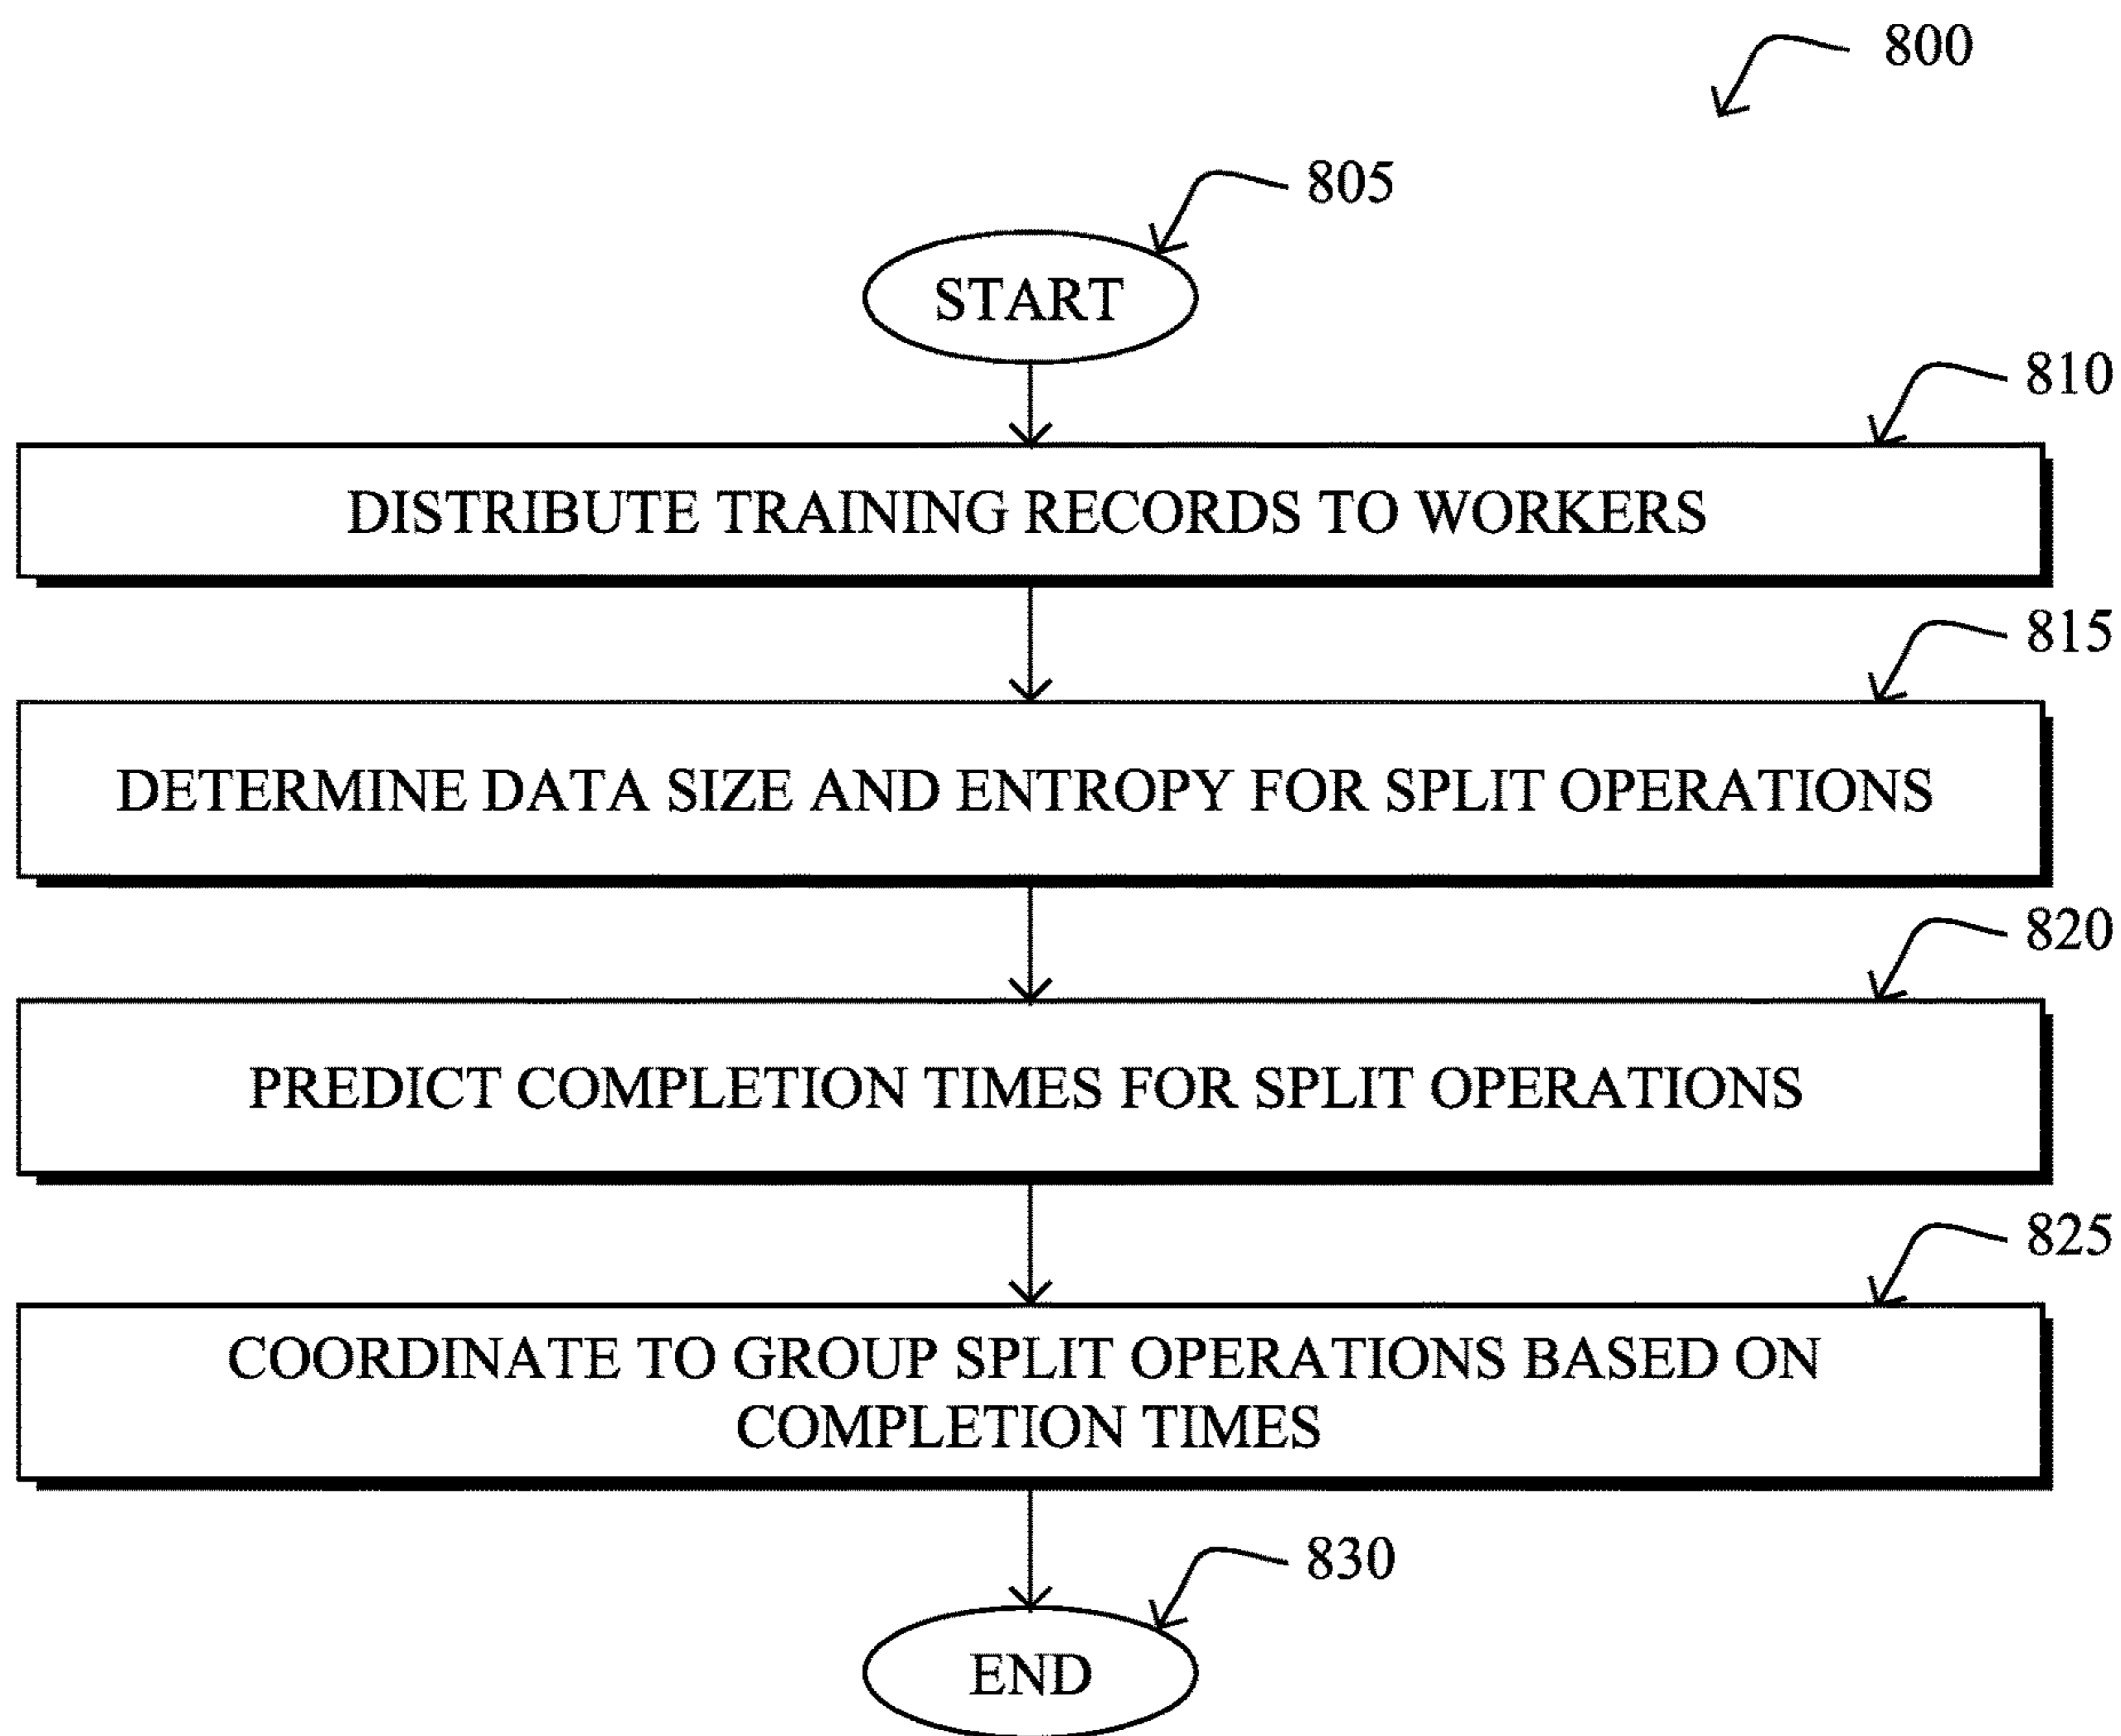 800
805
START
810
DISTRIBUTE TRAINING RECORDS TO WORKERS
815
DETERMINE DATA SIZE AND ENTROPY FOR SPLIT OPERATIONS
820
PREDICT COMPLETION TIMES FOR SPLIT OPERATIONS
825
COORDINATE TO GROUP SPLIT OPERATIONS BASED ON
COMPLETION TIMES
830
END